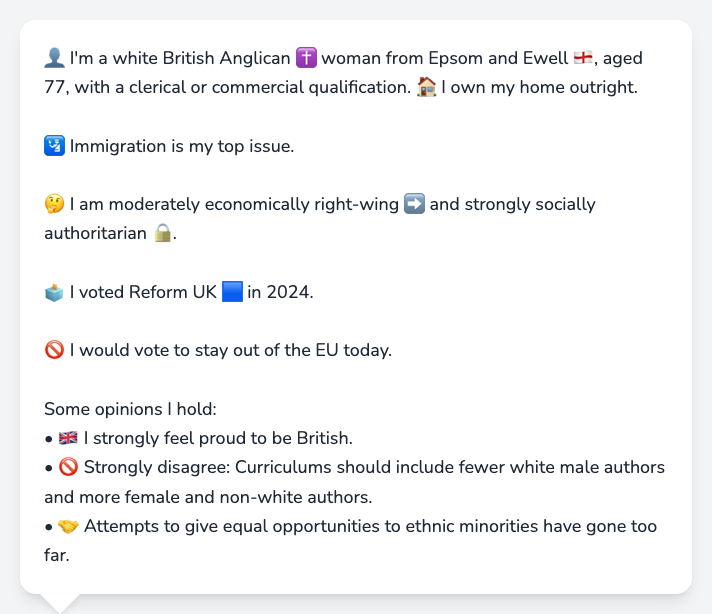 👤 I'm a white British Anglican ✝️ woman from Epsom and Ewell 🏴󠁧󠁢󠁥󠁮󠁧󠁿, aged
77, with a clerical or commercial qualification. 🏠 I own my home outright.
🛂 Immigration is my top issue.
🤔 I am moderately economically right-wing ➡️ and strongly socially
authoritarian 🔒.
🗳️ I voted Reform UK 🟦 in 2024.
🚫 I would vote to stay out of the EU today.
Some opinions I hold:
• 🇬🇧 I strongly feel proud to be British.
• 🚫 Strongly disagree: Curriculums should include fewer white male authors
and more female and non-white authors.
• 🤝 Attempts to give equal opportunities to ethnic minorities have gone too
far.